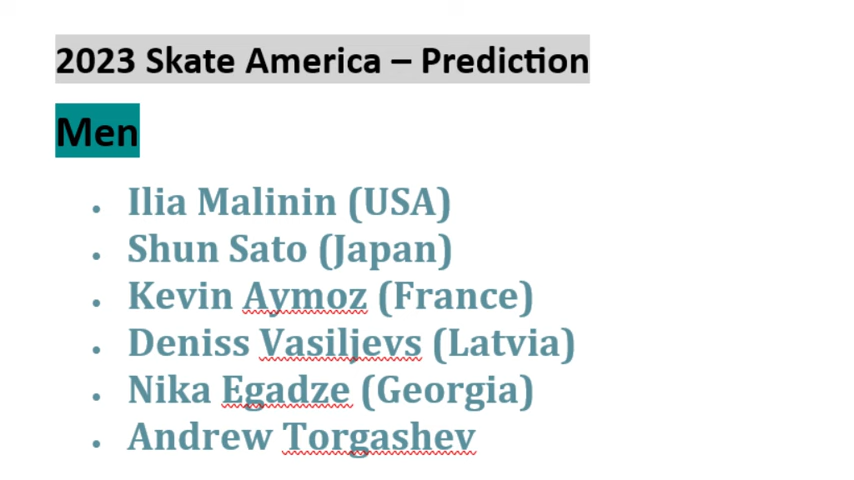 2023 Skate America – Prediction
Men
• Ilia Malinin (USA)
• Shun Sato (Japan)
• Kevin Aymoz (France)
• Deniss Vasiljevs (Latvia)
• Nika Egadze (Georgia)
• Andrew Torgashev